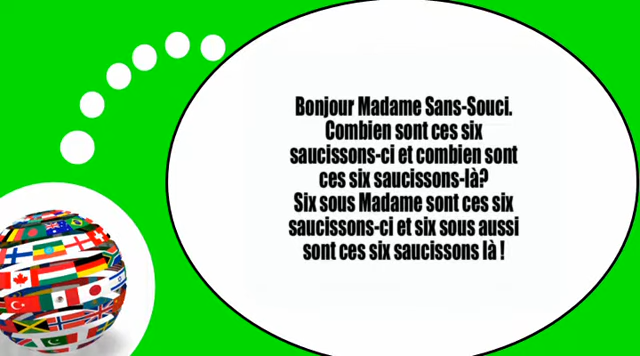 Bonjour Madame Sans-Souci.
Combien sont ces six
saucissons-ci et combien sont
ces six saucissons-là?
Six sous Madame sont ces six
saucissons-ci et six sous aussi
sont ces six saucissons là !